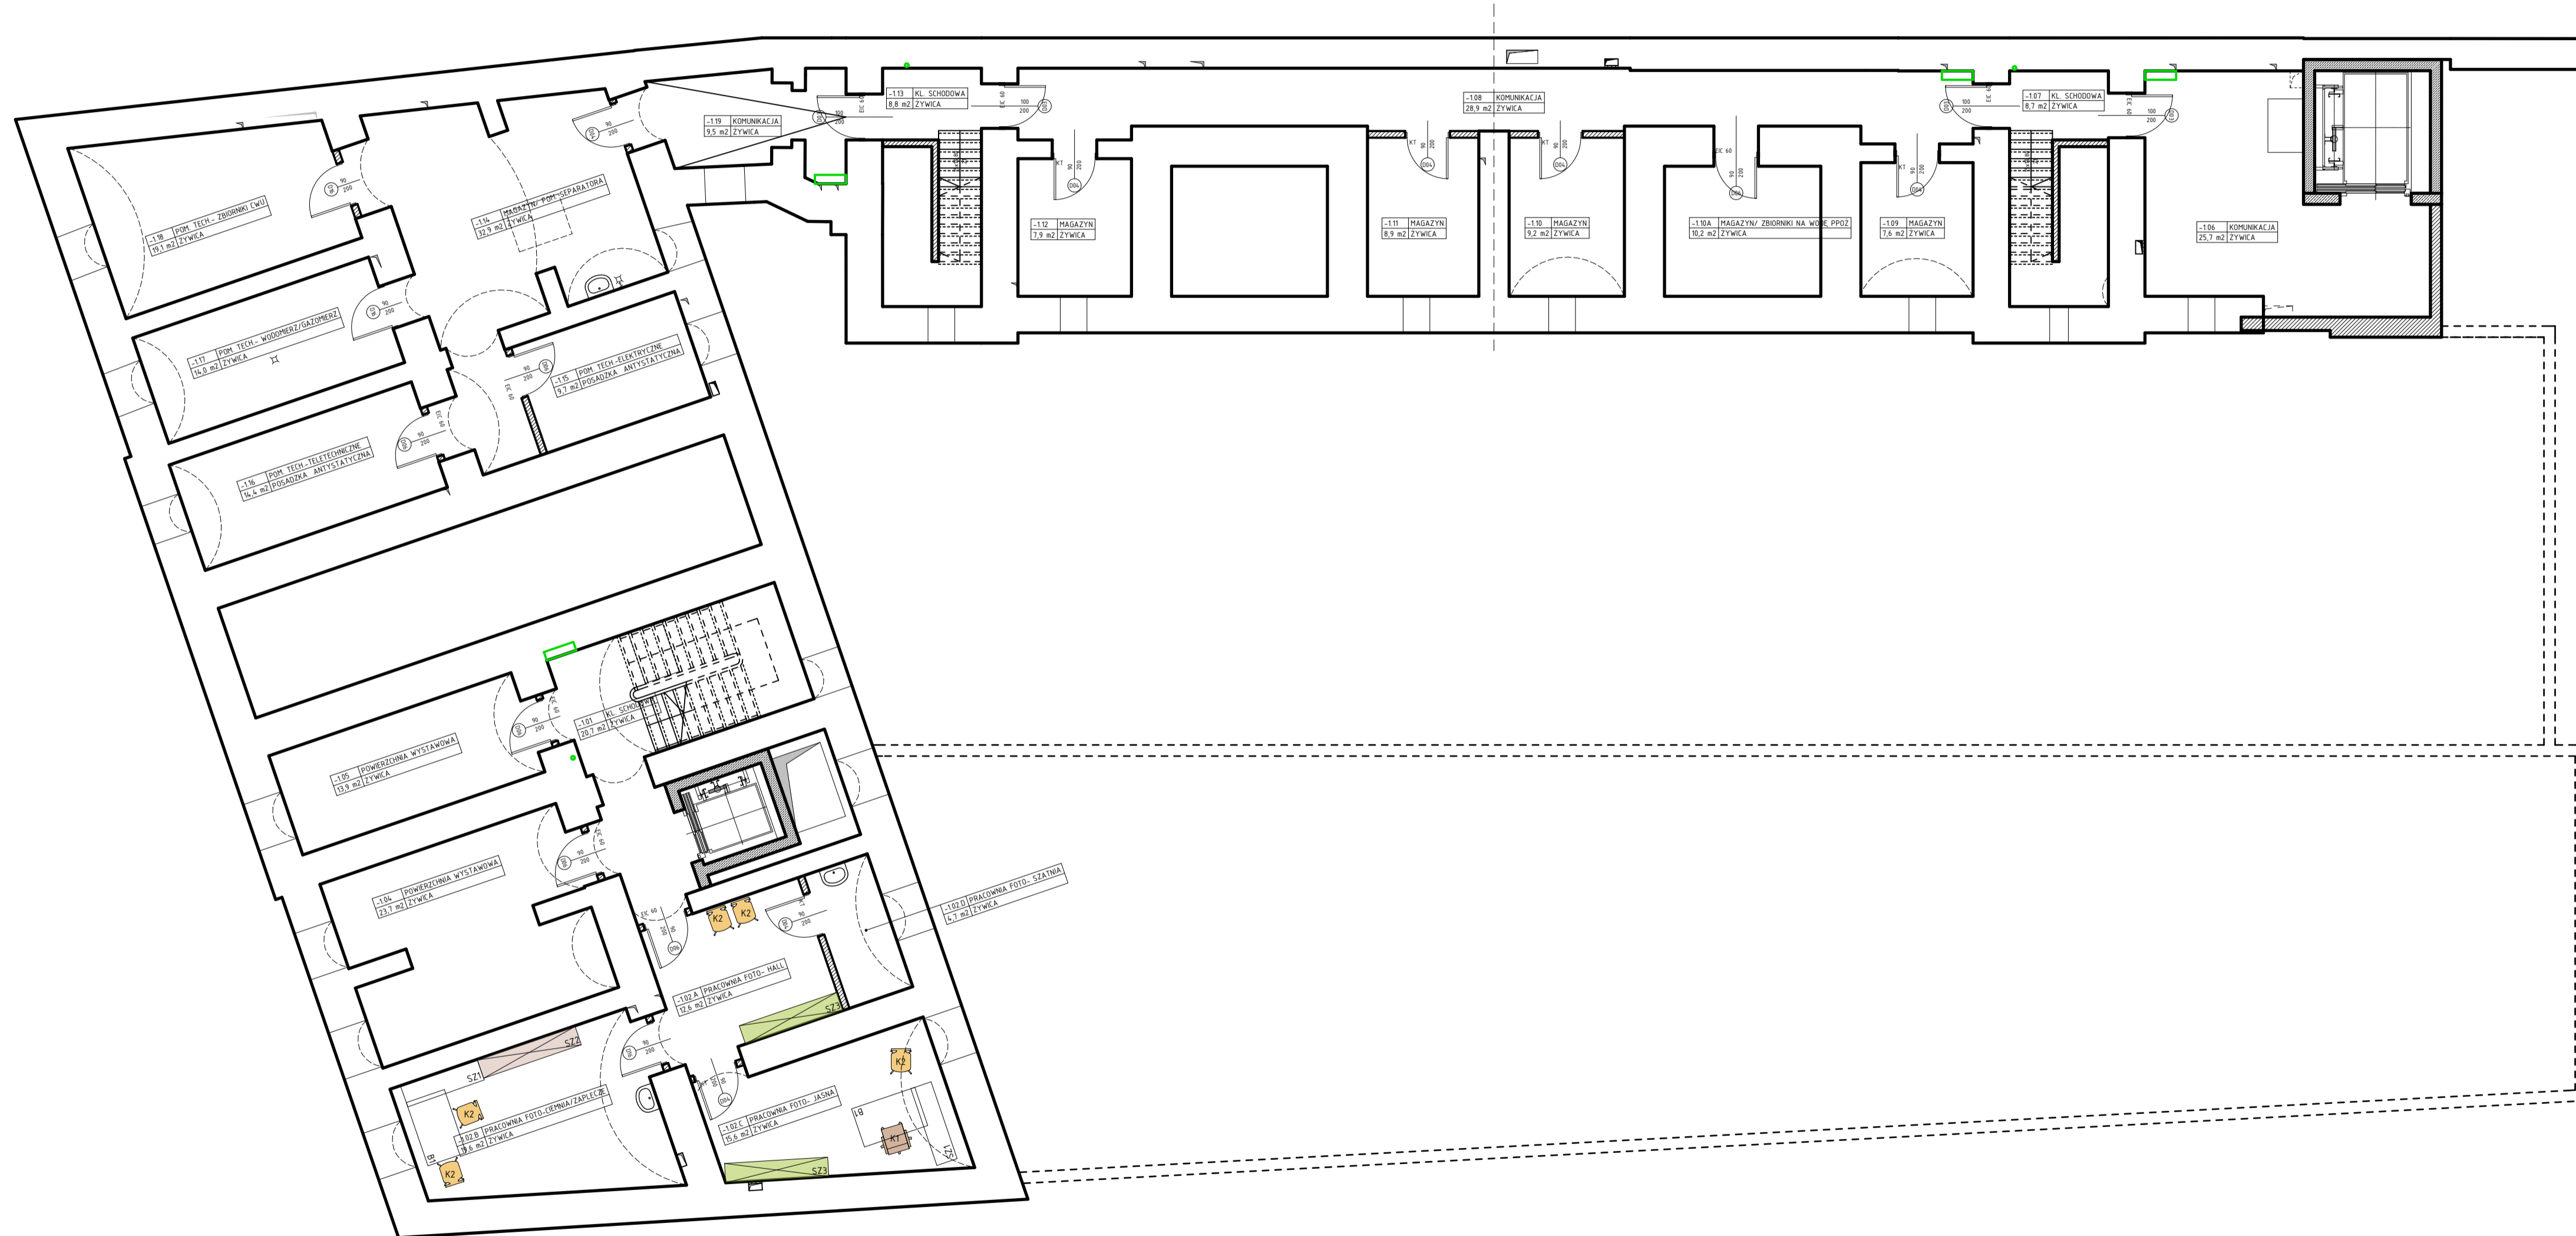 -1.18 POM. TECH.- ZBIORNIKI CWU
19,1 m2 ŻYWICA
-1.14 MAGAZYN/ POM. SEPARATORA
32,9 m2 ŻYWICA
-1.19 KOMUNIKACJA
9,5 m2 ŻYWICA
-1.13 KL. SCHODOWA
8,8 m2 ŻYWICA
-1.08 KOMUNIKACJA
28,9 m2 ŻYWICA
-1.07 KL. SCHODOWA
8,7 m2 ŻYWICA
-1.12 MAGAZYN
7,9 m2 ŻYWICA
-1.11 MAGAZYN
8,9 m2 ŻYWICA
-1.10 MAGAZYN
9,2 m2 ŻYWICA
-1.10A MAGAZYN/ ZBIORNIKI NA WODĘ PPOŻ
10,2 m2 ŻYWICA
-1.09 MAGAZYN
7,6 m2 ŻYWICA
-1.06 KOMUNIKACJA
25,7 m2 ŻYWICA
-1.17 POM. TECH.- WODOMIERZ/GAZOMIERZ
14,0 m2 ŻYWICA
-1.15 POM. TECH.-ELEKTRYCZNE
9,7 m2 POSADZKA ANTYSTATYCZNA
-1.16 POM. TECH.-TELETECHNICZNE
14,4 m2 POSADZKA ANTYSTATYCZNA
-1.01 KL. SCHODOWA
20,7 m2 ŻYWICA
-1.05 POWIERZCHNIA WYSTAWOWA
13,9 m2 ŻYWICA
-1.04 POWIERZCHNIA WYSTAWOWA
23,7 m2 ŻYWICA
-1.02.D PRACOWNIA FOTO- SZATNIA
4,7 m2 ŻYWICA
-1.02.A PRACOWNIA FOTO- HALL
12,6 m2 ŻYWICA
-1.02.B PRACOWNIA FOTO-CIEMNIA/ZAPLECZE
ŻYWICA
-1.02.C PRACOWNIA FOTO- JASNA
15,6 m2 ŻYWICA
K2
K2
SZ3
SZ2
SZ1
K2
B1
K2
K2
B1
K1
SZ1
SZ3
EIC 60
90
200
100
200
KT
D04